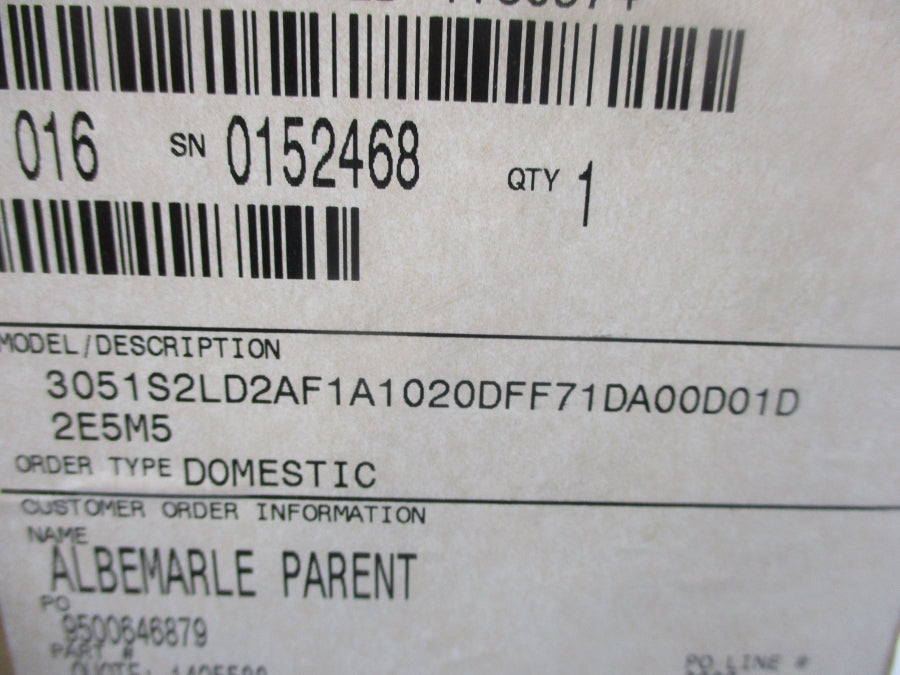 016 SN 0152468 QTY 1
MODEL/DESCRIPTION
3051S2LD2AF1A1020DFF71DA00D01D
2E5M5
ORDER TYPE DOMESTIC
CUSTOMER ORDER INFORMATION
NAME
ALBEMARLE PARENT
PO
9500646879
PART #
QUOTE:
PO LINE #